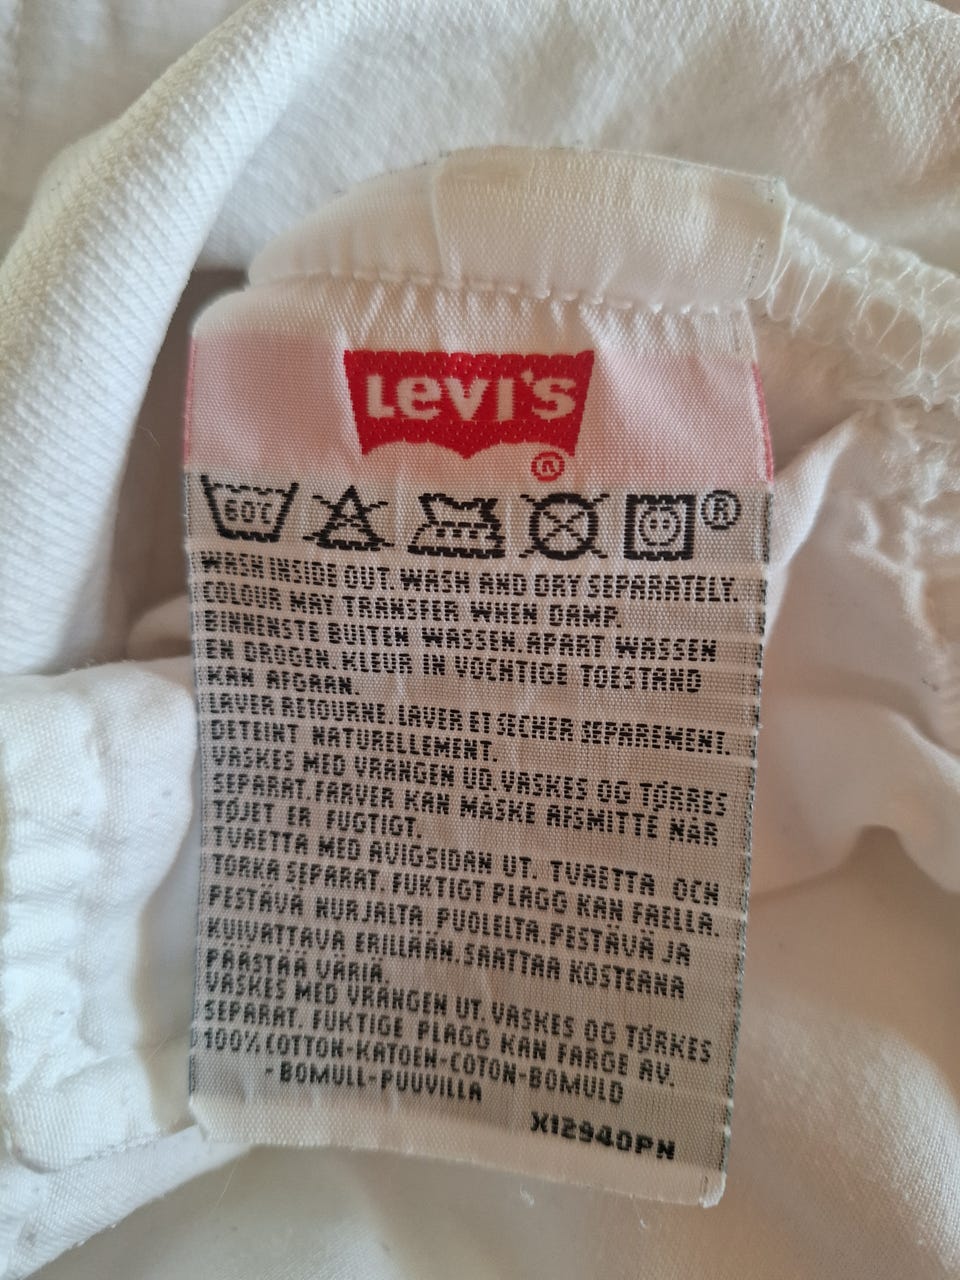 Levi's
®
60°C
®
WASH INSIDE OUT. WASH AND DRY SEPARATELY.
COLOUR MAY TRANSFER WHEN DAMP.
BINNENSTE BUITEN WASSEN. APART WASSEN
EN DROGEN. KLEUR IN VOCHTIGE TOESTAND
KAN AFGAAN.
LAVER RETOURNE. LAVER ET SECHER SEPAREMENT.
DETEINT NATURELLEMENT.
VASKES MED VRANGEN UD. VASKES OG TØRRES
SEPARAT. FARVER KAN MÅSKE AFSMITTE NÅR
TØJET ER FUGTIGT.
TVAETTA MED AVIGSIDAN UT. TVAETTA OCH
TORKA SEPARAT. FUKTIGT PLAGG KAN FAELLA.
PESTÄVÄ NURJALTA PUOLELTA. PESTÄVÄ JA
KUIVATTAVA ERILLÄÄN. SAATTAA KOSTEANA
PÄÄSTÄÄ VÄRIÄ.
VASKES MED VRANGEN UT. VASKES OG TØRKES
SEPARAT. FUKTIGE PLAGG KAN FARGE AV.
100% COTTON-KATOEN-COTON-BOMULD
-BOMULL-PUUVILLA
X12940PN